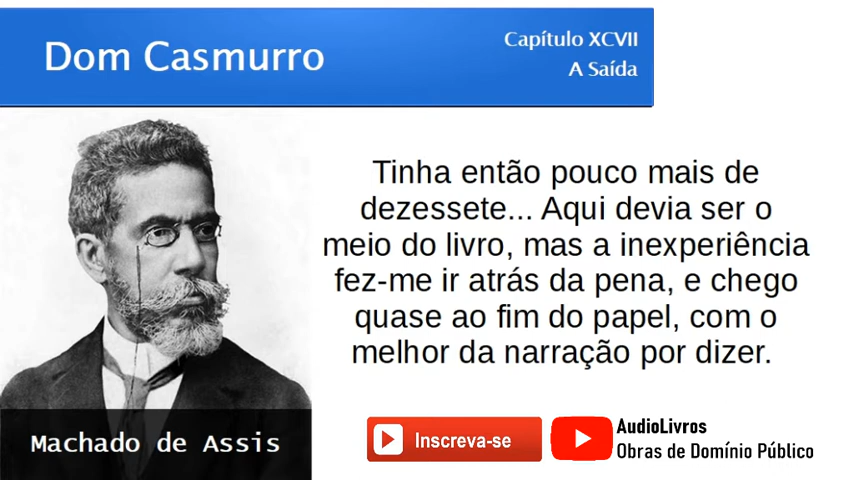 Dom Casmurro
Capítulo XCVII
A Saída
Tinha então pouco mais de
dezessete... Aqui devia ser o
meio do livro, mas a inexperiência
fez-me ir atrás da pena, e chego
quase ao fim do papel, com o
melhor da narração por dizer.
Machado de Assis
Inscreva-se
AudioLivros
Obras de Domínio Público